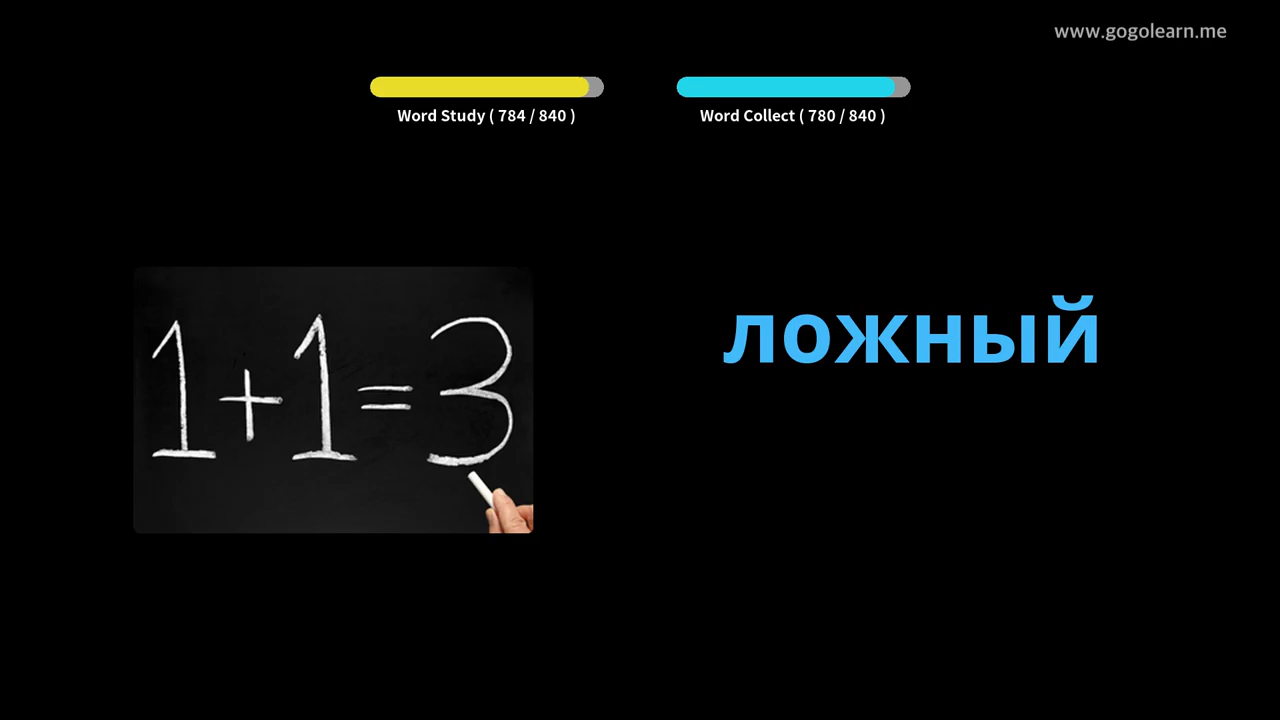 www.gogolearn.me
Word Study ( 784 / 840 )
Word Collect ( 780 / 840 )
1+1=3
ложный